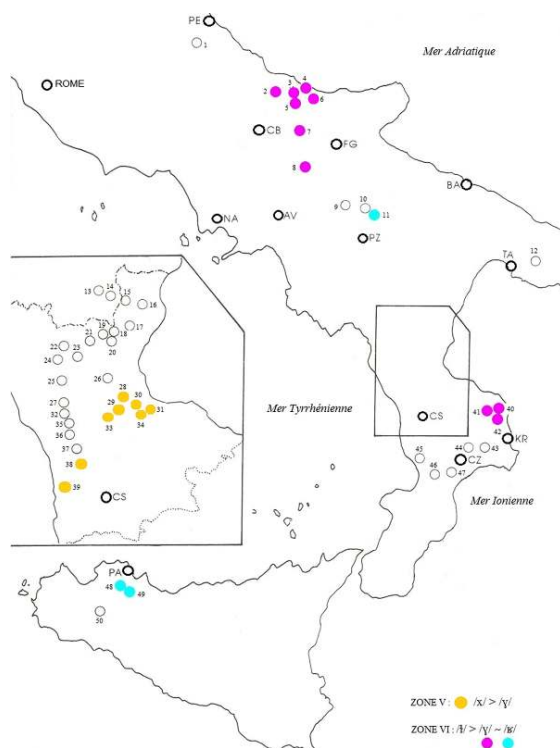 PE
1
Mer Adriatique
ROME
2
3
4
5
6
CB
7
FG
8
BA
9
10
11
NA
AV
PZ
TA
12
13
14
15
16
17
18
19
20
21
22
23
24
25
26
27
28
29
30
31
32
33
34
35
36
37
38
39
CS
Mer Tyrrhénienne
CS
40
41
42
KR
43
44
45
46
47
CZ
Mer Ionienne
PA
48
49
50
ZONE V : /x/ > /ɣ/
ZONE VI : /ɫ/ > /ɣ/ ~ /ʁ/